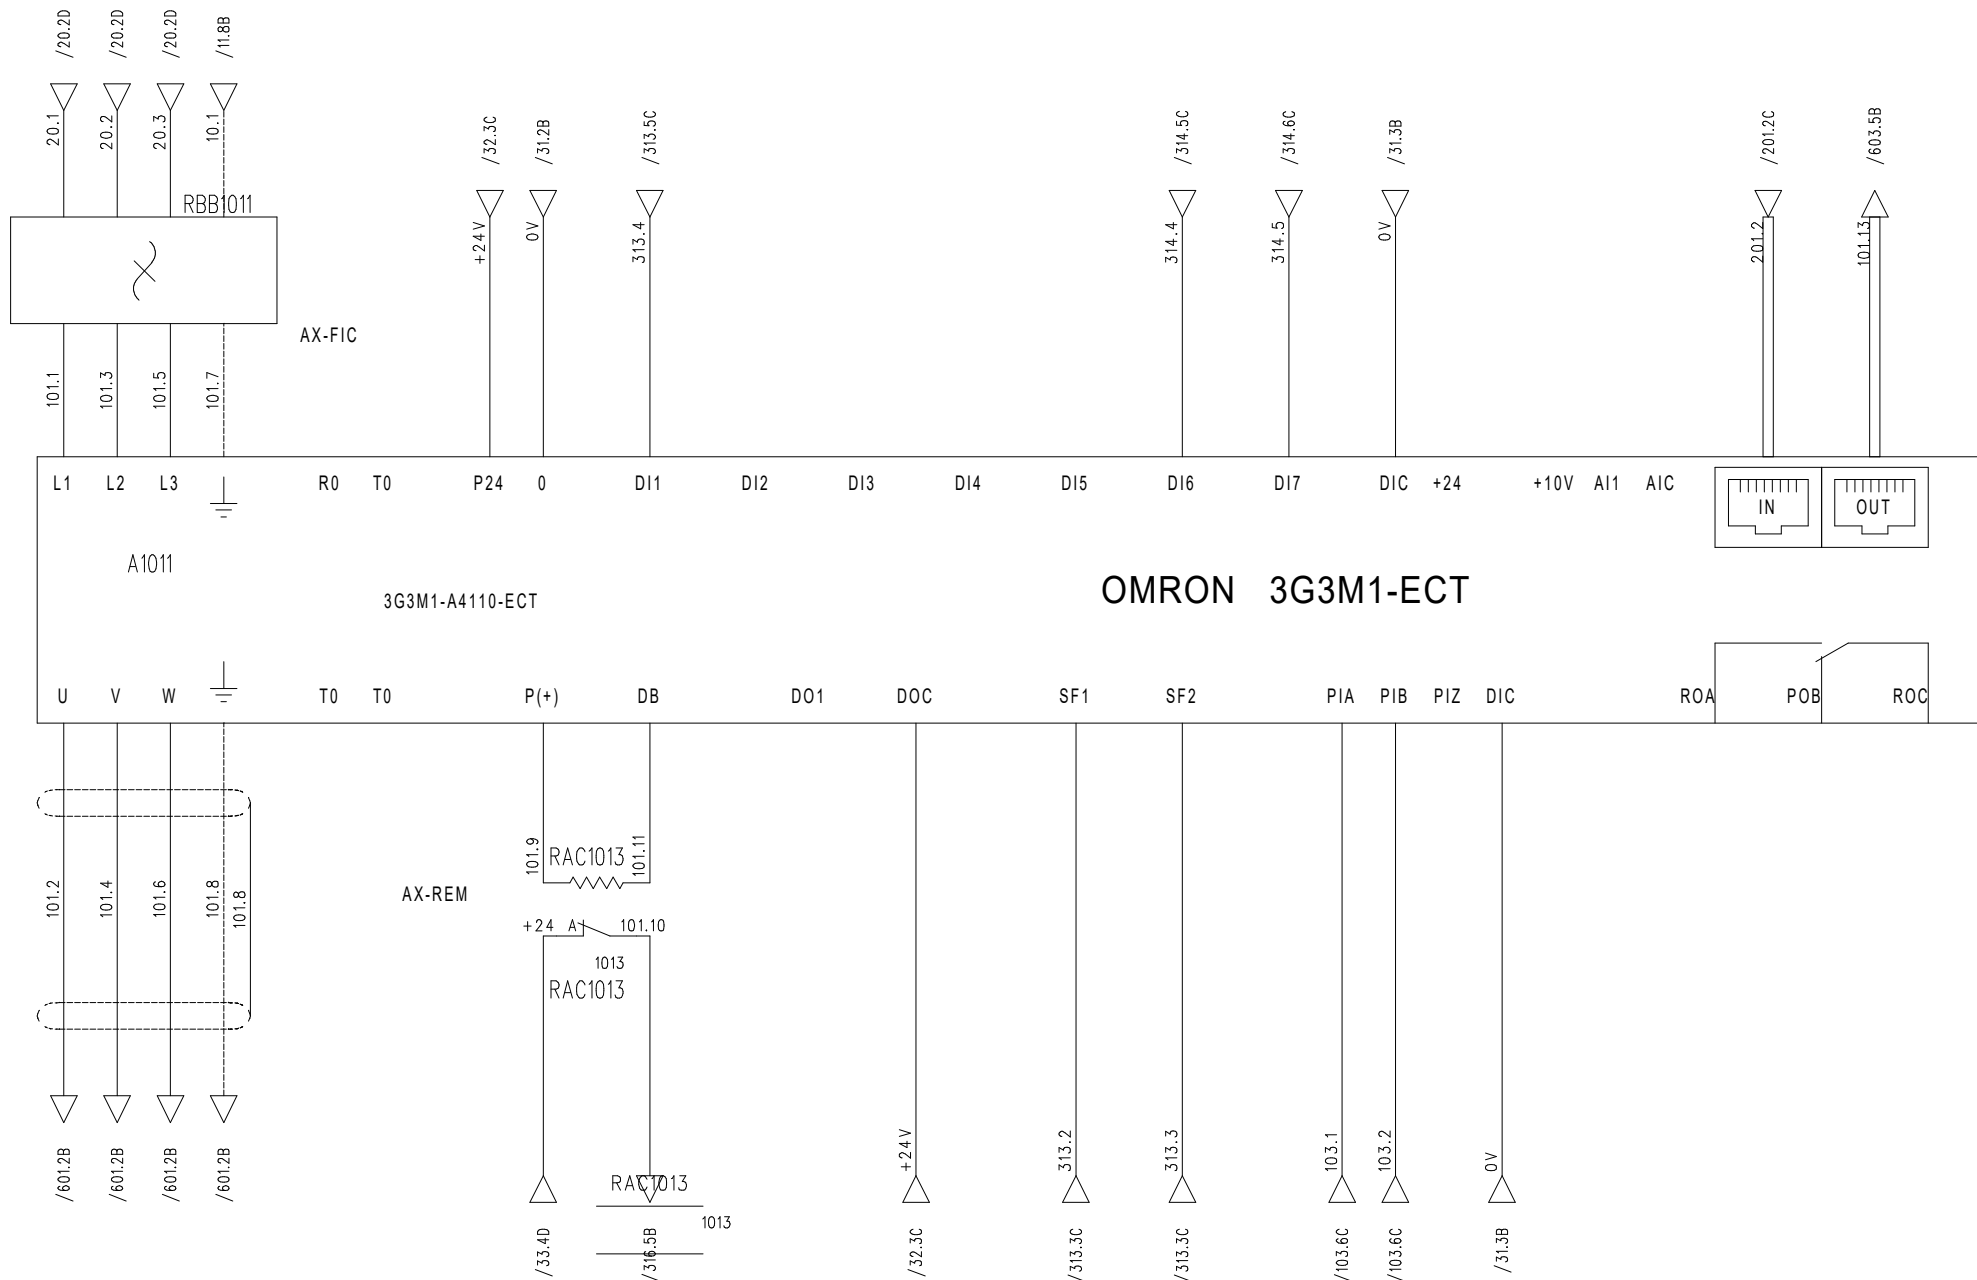 /20.2D /20.2D /20.2D /11.8B
20.1 20.2 20.3 10.1
/32.3C /31.2B /313.5C /314.5C /314.6C /31.3B /201.2C /603.5B
RBB1011
+24V 0V 313.4 314.4 314.5 0V 201.2 101.13
AX-FIC
101.1 101.3 101.5 101.7
L1 L2 L3 R0 T0 P24 0 DI1 DI2 DI3 DI4 DI5 DI6 DI7 DIC +24 +10V AI1 AIC
IN OUT
A1011
3G3M1-A4110-ECT
OMRON 3G3M1-ECT
U V W T0 T0 P(+) DB DO1 DOC SF1 SF2 PIA PIB PIZ DIC ROA POB ROC
101.9 RAC1013 101.11
101.2 101.4 101.6 101.8 101.8
AX-REM
+24 A 101.10
1013
RAC1013
+24V 313.2 313.3 103.1 103.2 0V
/601.2B /601.2B /601.2B /601.2B
RAC1013
1013
/33.4D /316.5B /32.3C /313.3C /313.3C /103.6C /103.6C /31.3B